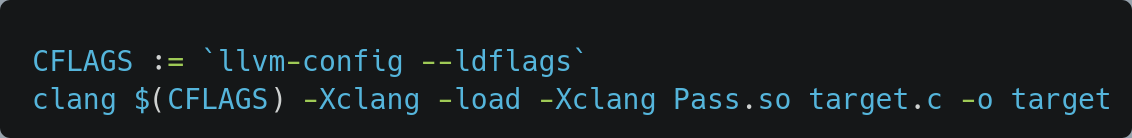 CFLAGS := `llvm-config --ldflags`
clang $(CFLAGS) -Xclang -load -Xclang Pass.so target.c -o target